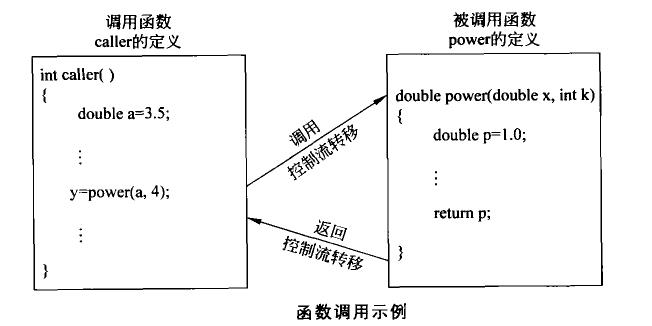 调用函数
caller的定义
int caller( )
{
double a=3.5;
⋮
y=power(a, 4);
⋮
}
调用
控制流转移
返回
控制流转移
被调用函数
power的定义
double power(double x, int k)
{
double p=1.0;
⋮
return p;
}
函数调用示例